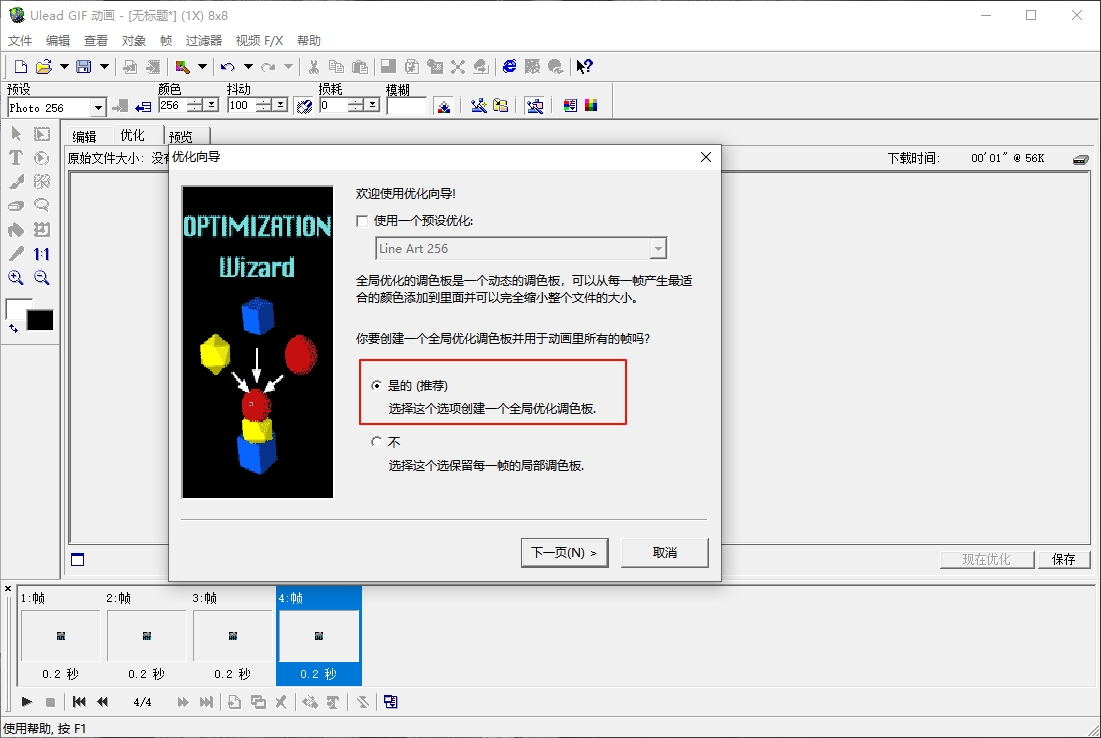 Ulead GIF 动画 - [无标题*] (1X) 8x8
文件 编辑 查看 对象 帧 过滤器 视频 F/X 帮助
预设 颜色 抖动 损耗 模糊
Photo 256 256 100 0
编辑 优化 预览
原始文件大小: 没有
下载时间: 00'01" @ 56K
优化向导
OPTIMIZATION
Wizard
欢迎使用优化向导!
使用一个预设优化:
Line Art 256
全局优化的调色板是一个动态的调色板，可以从每一帧产生最适
合的颜色添加到里面并可以完全缩小整个文件的大小。
你要创建一个全局优化调色板并用于动画里所有的帧吗?
是的 (推荐)
选择这个选项创建一个全局优化调色板.
不
选择这个选保留每一帧的局部调色板.
下一页(N) > 取消
1:1
现在优化 保存
1:帧 2:帧 3:帧 4:帧
0.2 秒 0.2 秒 0.2 秒 0.2 秒
4/4
使用帮助, 按 F1